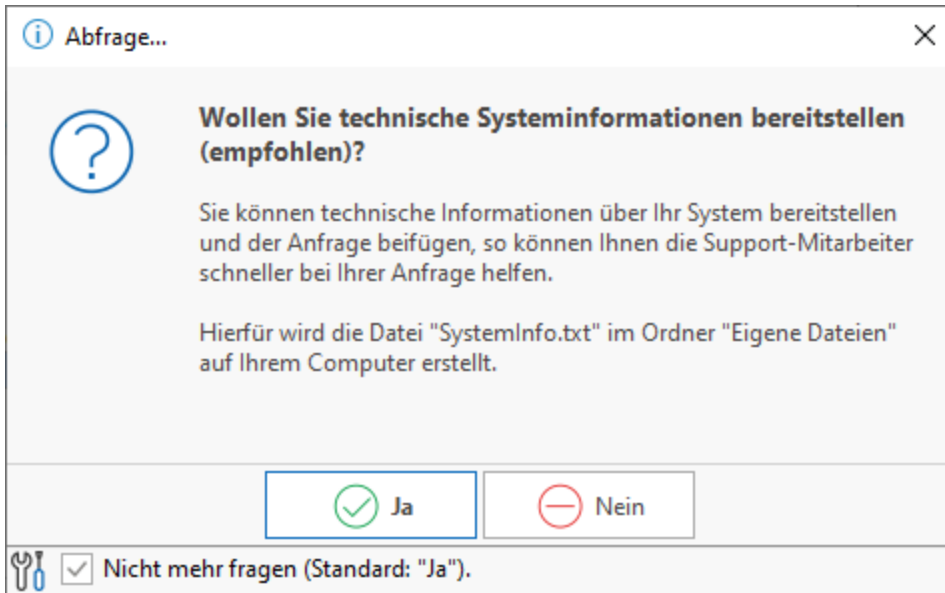 Abfrage...
Wollen Sie technische Systeminformationen bereitstellen
(empfohlen)?
Sie können technische Informationen über Ihr System bereitstellen
und der Anfrage beifügen, so können Ihnen die Support-Mitarbeiter
schneller bei Ihrer Anfrage helfen.
Hierfür wird die Datei "SystemInfo.txt" im Ordner "Eigene Dateien"
auf Ihrem Computer erstellt.
Ja
Nein
Nicht mehr fragen (Standard: "Ja").